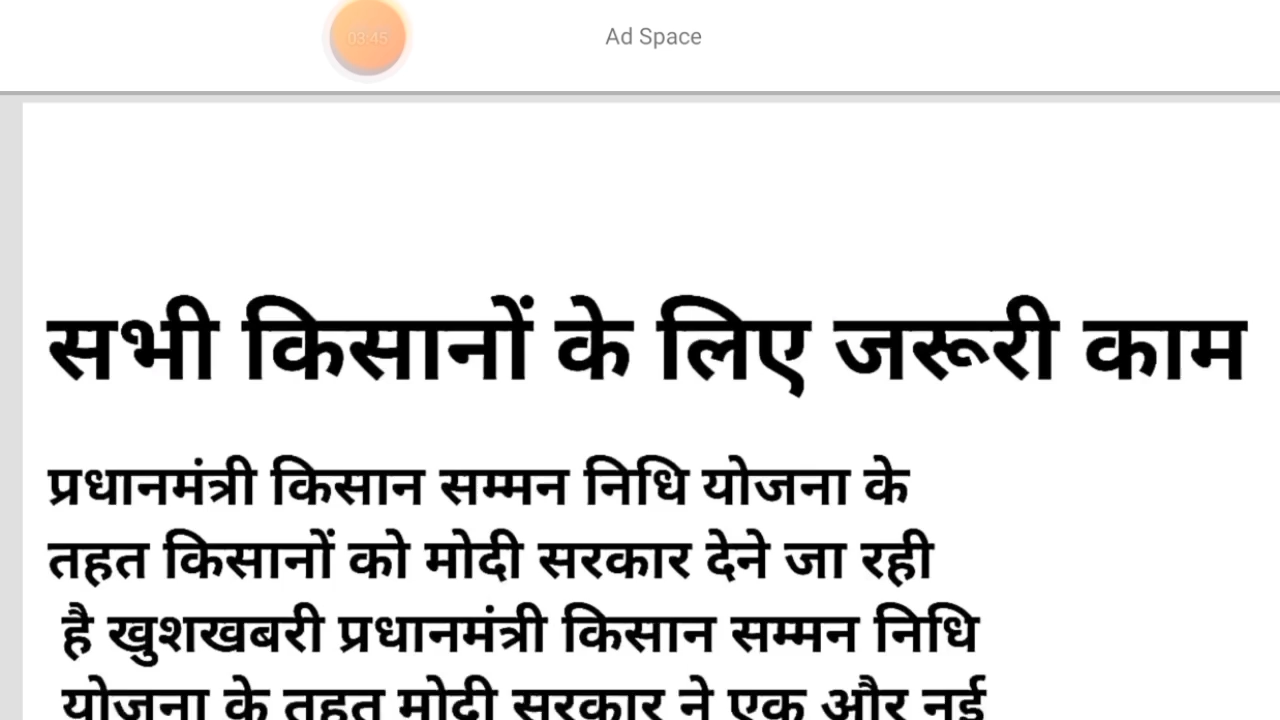 03:45
Ad Space
सभी किसानों के लिए जरूरी काम
प्रधानमंत्री किसान सम्मन निधि योजना के
तहत किसानों को मोदी सरकार देने जा रही
है खुशखबरी प्रधानमंत्री किसान सम्मन निधि
योजना के तहत मोदी सरकार ने एक और नई